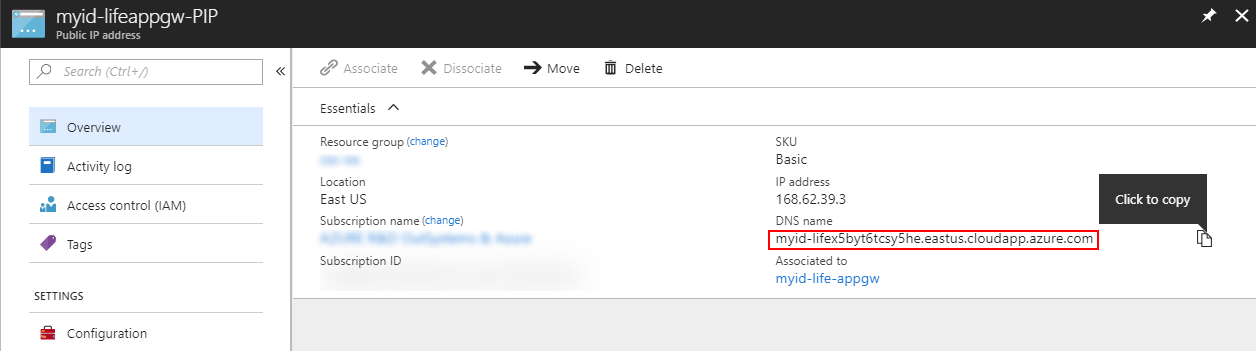 myid-lifeappgw-PIP
Public IP address
Search (Ctrl+/)
Overview
Activity log
Access control (IAM)
Tags
SETTINGS
Configuration
Associate
Dissociate
Move
Delete
Essentials
Resource group (change)
Location
East US
Subscription name (change)
Subscription ID
SKU
Basic
IP address
168.62.39.3
DNS name
myid-lifex5byt6tcsy5he.eastus.cloudapp.azure.com
Associated to
myid-life-appgw
Click to copy